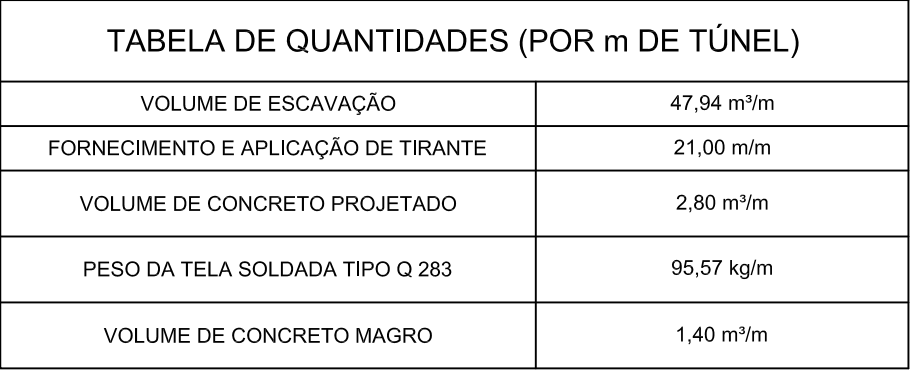 TABELA DE QUANTIDADES (POR m DE TÚNEL)
VOLUME DE ESCAVAÇÃO 47,94 m³/m
FORNECIMENTO E APLICAÇÃO DE TIRANTE 21,00 m/m
VOLUME DE CONCRETO PROJETADO 2,80 m³/m
PESO DA TELA SOLDADA TIPO Q 283 95,57 kg/m
VOLUME DE CONCRETO MAGRO 1,40 m³/m